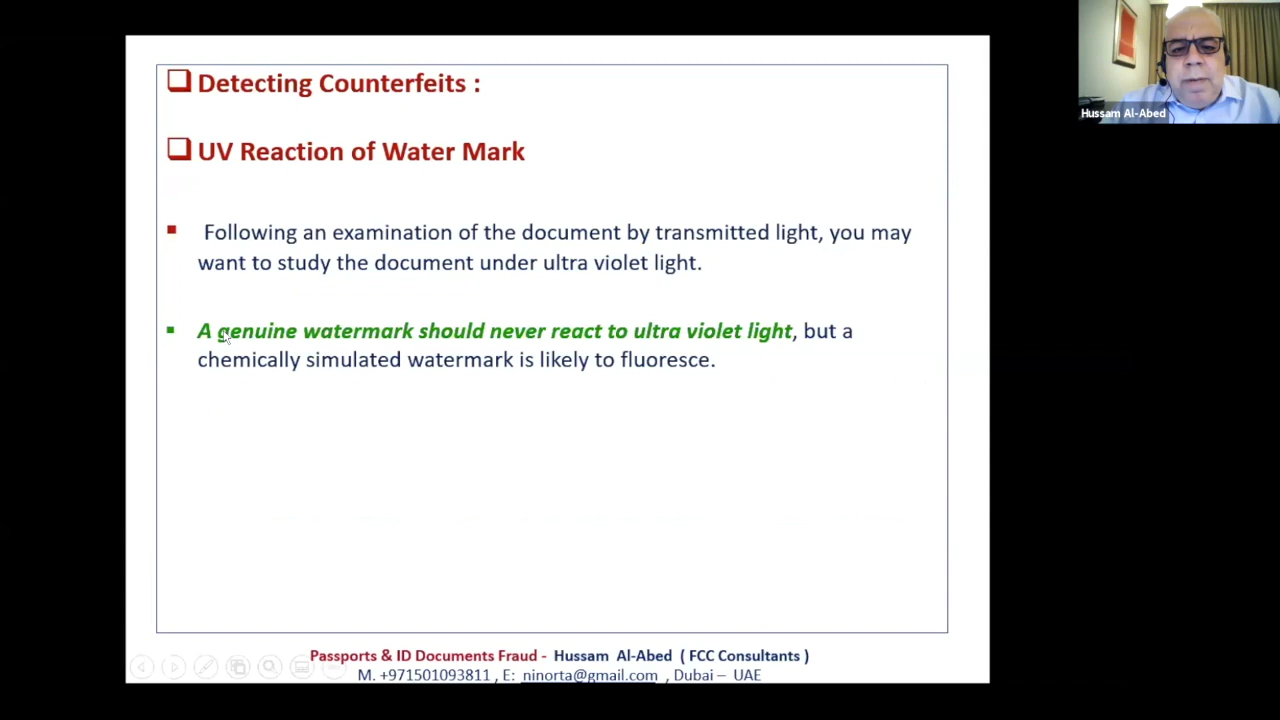 Detecting Counterfeits :
UV Reaction of Water Mark
Following an examination of the document by transmitted light, you may
want to study the document under ultra violet light.
A genuine watermark should never react to ultra violet light, but a
chemically simulated watermark is likely to fluoresce.
Passports & ID Documents Fraud - Hussam Al-Abed ( FCC Consultants )
M. +971501093811 , E: ninorta@gmail.com , Dubai – UAE
Hussam Al-Abed